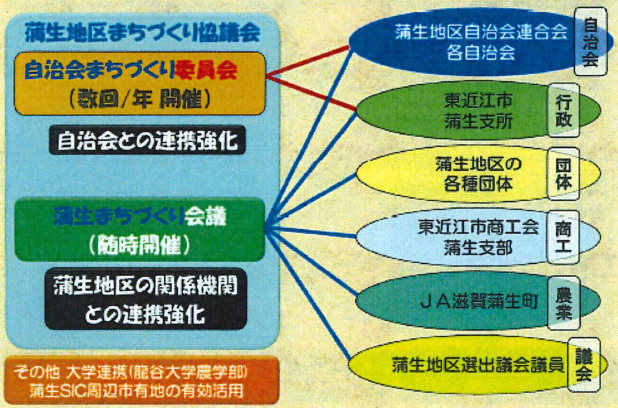 蒲生地区まちづくり協議会
自治会まちづくり委員会
(数回/年 開催)
自治会との連携強化
蒲生まちづくり会議
(随時開催)
蒲生地区の関係機関
との連携強化
その他 大学連携(龍谷大学農学部)
蒲生SIC周辺市有地の有効活用
蒲生地区自治会連合会
各自治会
自治会
東近江市
蒲生支所
行政
蒲生地区の
各種団体
団体
東近江市商工会
蒲生支部
商工
JA滋賀蒲生町
農業
蒲生地区選出議会議員
議会